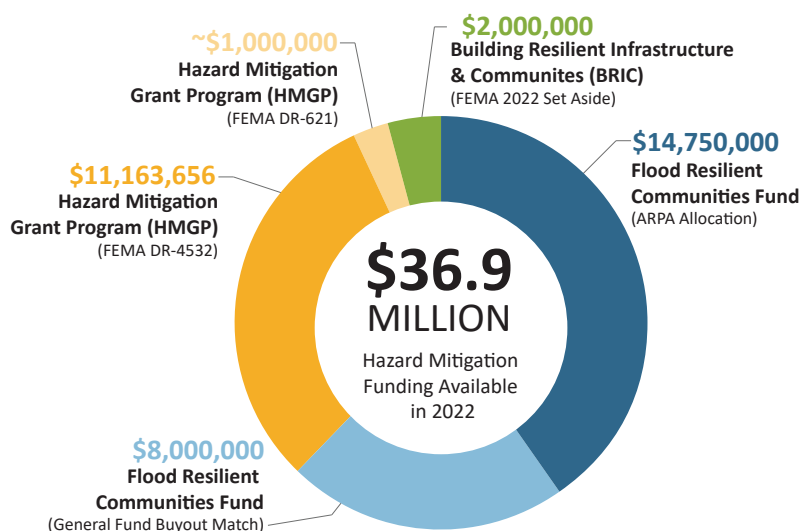 $2,000,000
Building Resilient Infrastructure
& Communites (BRIC)
(FEMA 2022 Set Aside)
~$1,000,000
Hazard Mitigation
Grant Program (HMGP)
(FEMA DR-621)
$14,750,000
Flood Resilient
Communities Fund
(ARPA Allocation)
$11,163,656
Hazard Mitigation
Grant Program (HMGP)
(FEMA DR-4532)
$36.9
MILLION
Hazard Mitigation
Funding Available
in 2022
$8,000,000
Flood Resilient
Communities Fund
(General Fund Buyout Match)